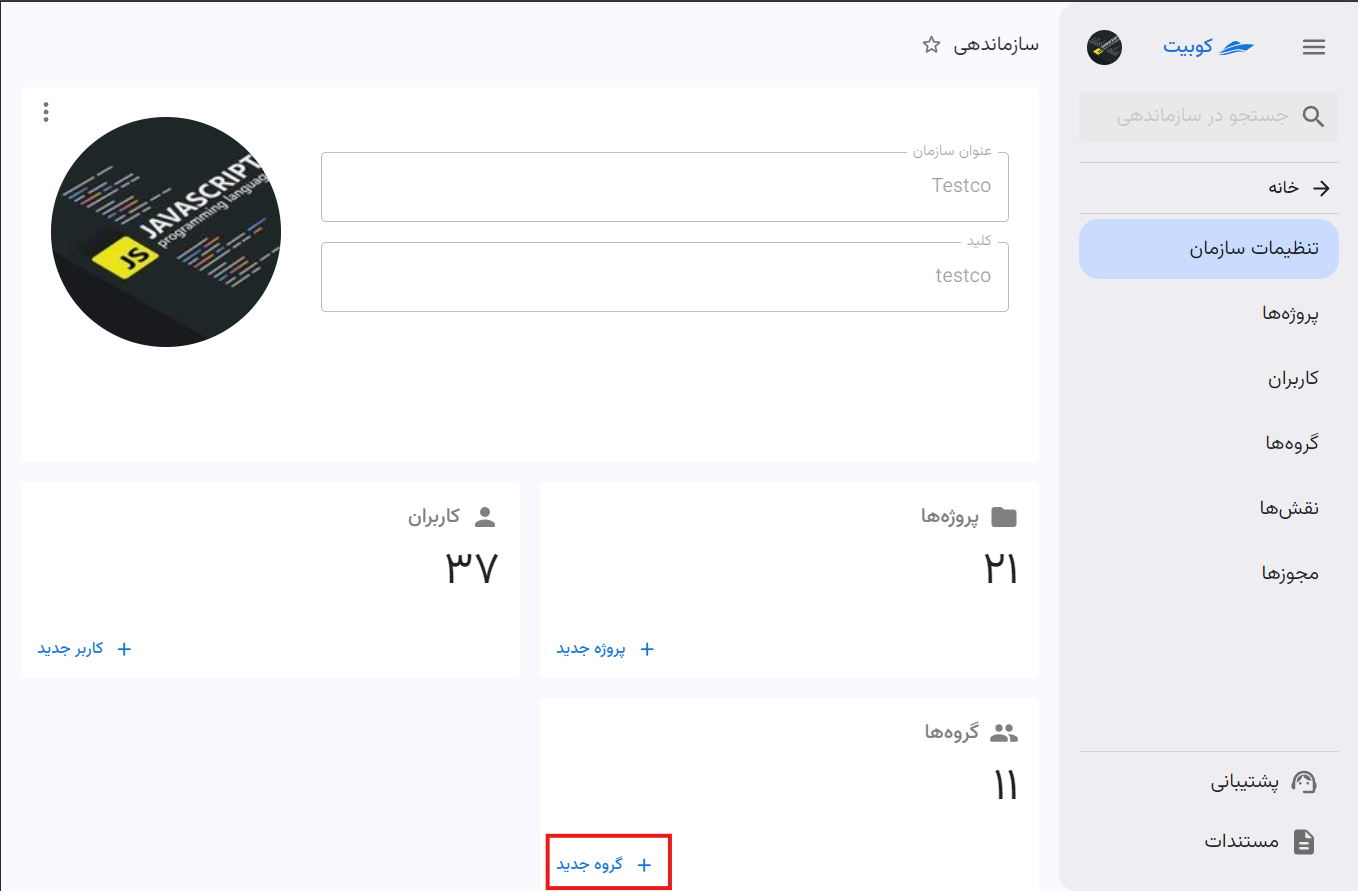 کوبیت
جستجو در سازماندهی
خانه
تنظیمات سازمان
پروژه‌ها
کاربران
گروه‌ها
نقش‌ها
مجوزها
پشتیبانی
مستندات
سازماندهی
عنوان سازمان
Testco
کلید
testco
JAVASCRIPT
programming language
JS
پروژه‌ها
۲۱
پروژه جدید
کاربران
۳۷
کاربر جدید
گروه‌ها
۱۱
گروه جدید